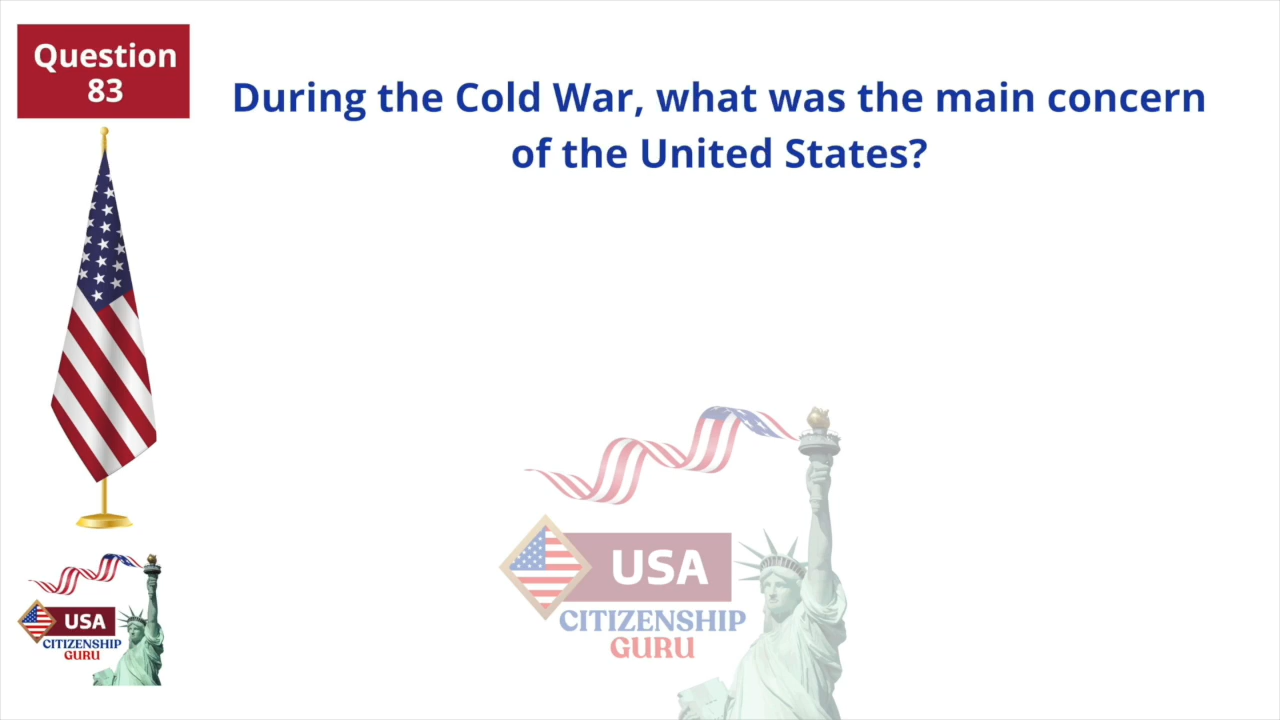 Question
83
During the Cold War, what was the main concern
of the United States?
USA
CITIZENSHIP
GURU
USA
CITIZENSHIP
GURU